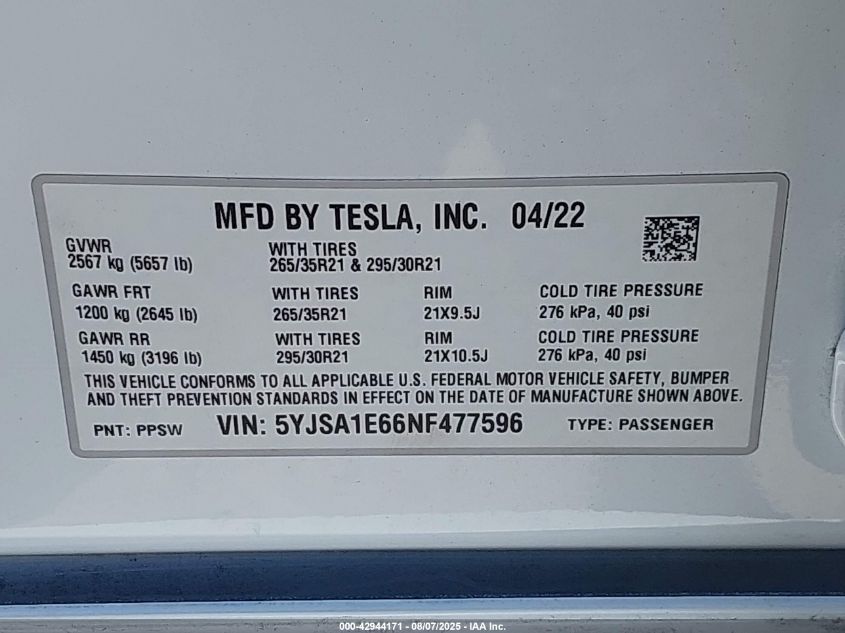 MFD BY TESLA, INC. 04/22
GVWR WITH TIRES
2567 kg (5657 lb) 265/35R21 & 295/30R21
GAWR FRT WITH TIRES RIM COLD TIRE PRESSURE
1200 kg (2645 lb) 265/35R21 21X9.5J 276 kPa, 40 psi
GAWR RR WITH TIRES RIM COLD TIRE PRESSURE
1450 kg (3196 lb) 295/30R21 21X10.5J 276 kPa, 40 psi
THIS VEHICLE CONFORMS TO ALL APPLICABLE U.S. FEDERAL MOTOR VEHICLE SAFETY, BUMPER
AND THEFT PREVENTION STANDARDS IN EFFECT ON THE DATE OF MANUFACTURE SHOWN ABOVE.
PNT: PPSW VIN: 5YJSA1E66NF477596 TYPE: PASSENGER
000-42944171 - 08/07/2025 - IAA Inc.